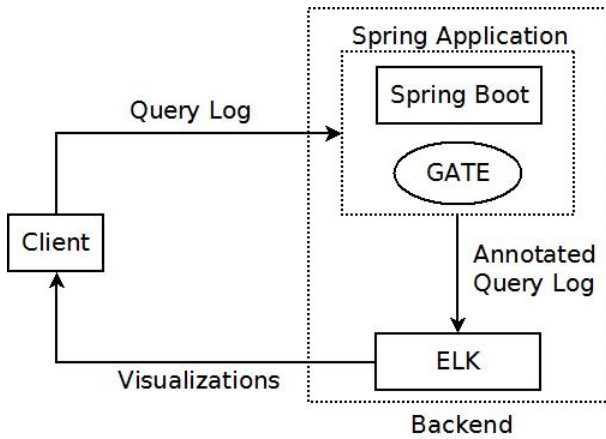 Spring Application
Spring Boot
Query Log
GATE
Client
Annotated
Query Log
ELK
Visualizations
Backend